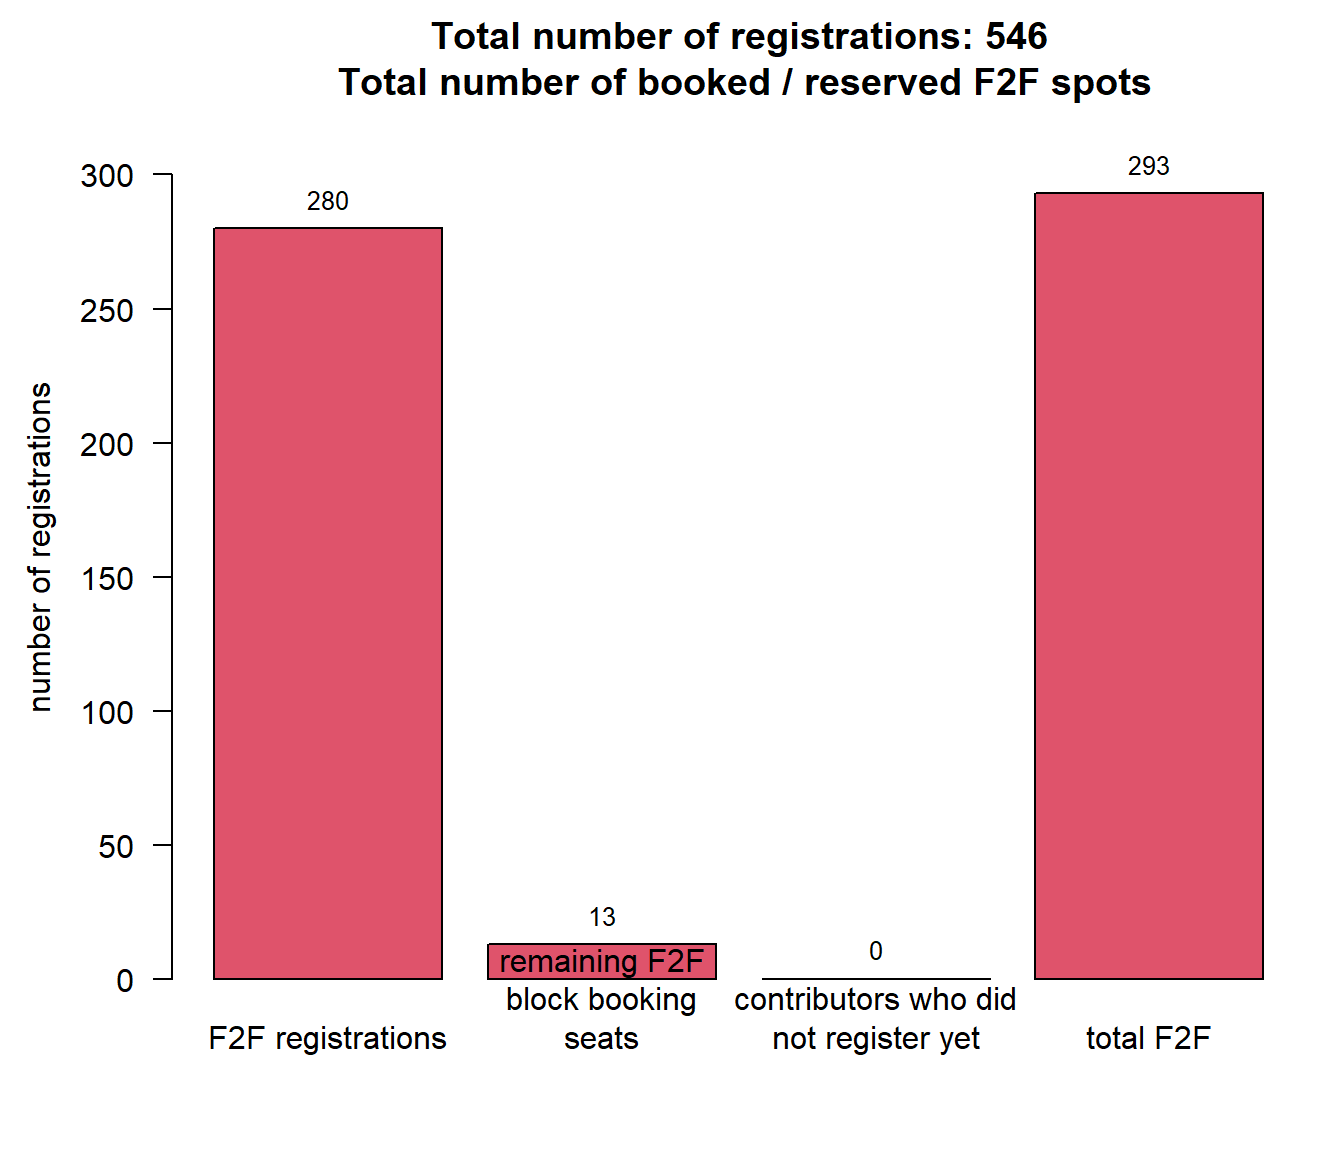 Total number of registrations: 546
Total number of booked / reserved F2F spots
number of registrations
300
250
200
150
100
50
0
280
13
0
293
F2F registrations
remaining F2F
block booking
seats
contributors who did
not register yet
total F2F